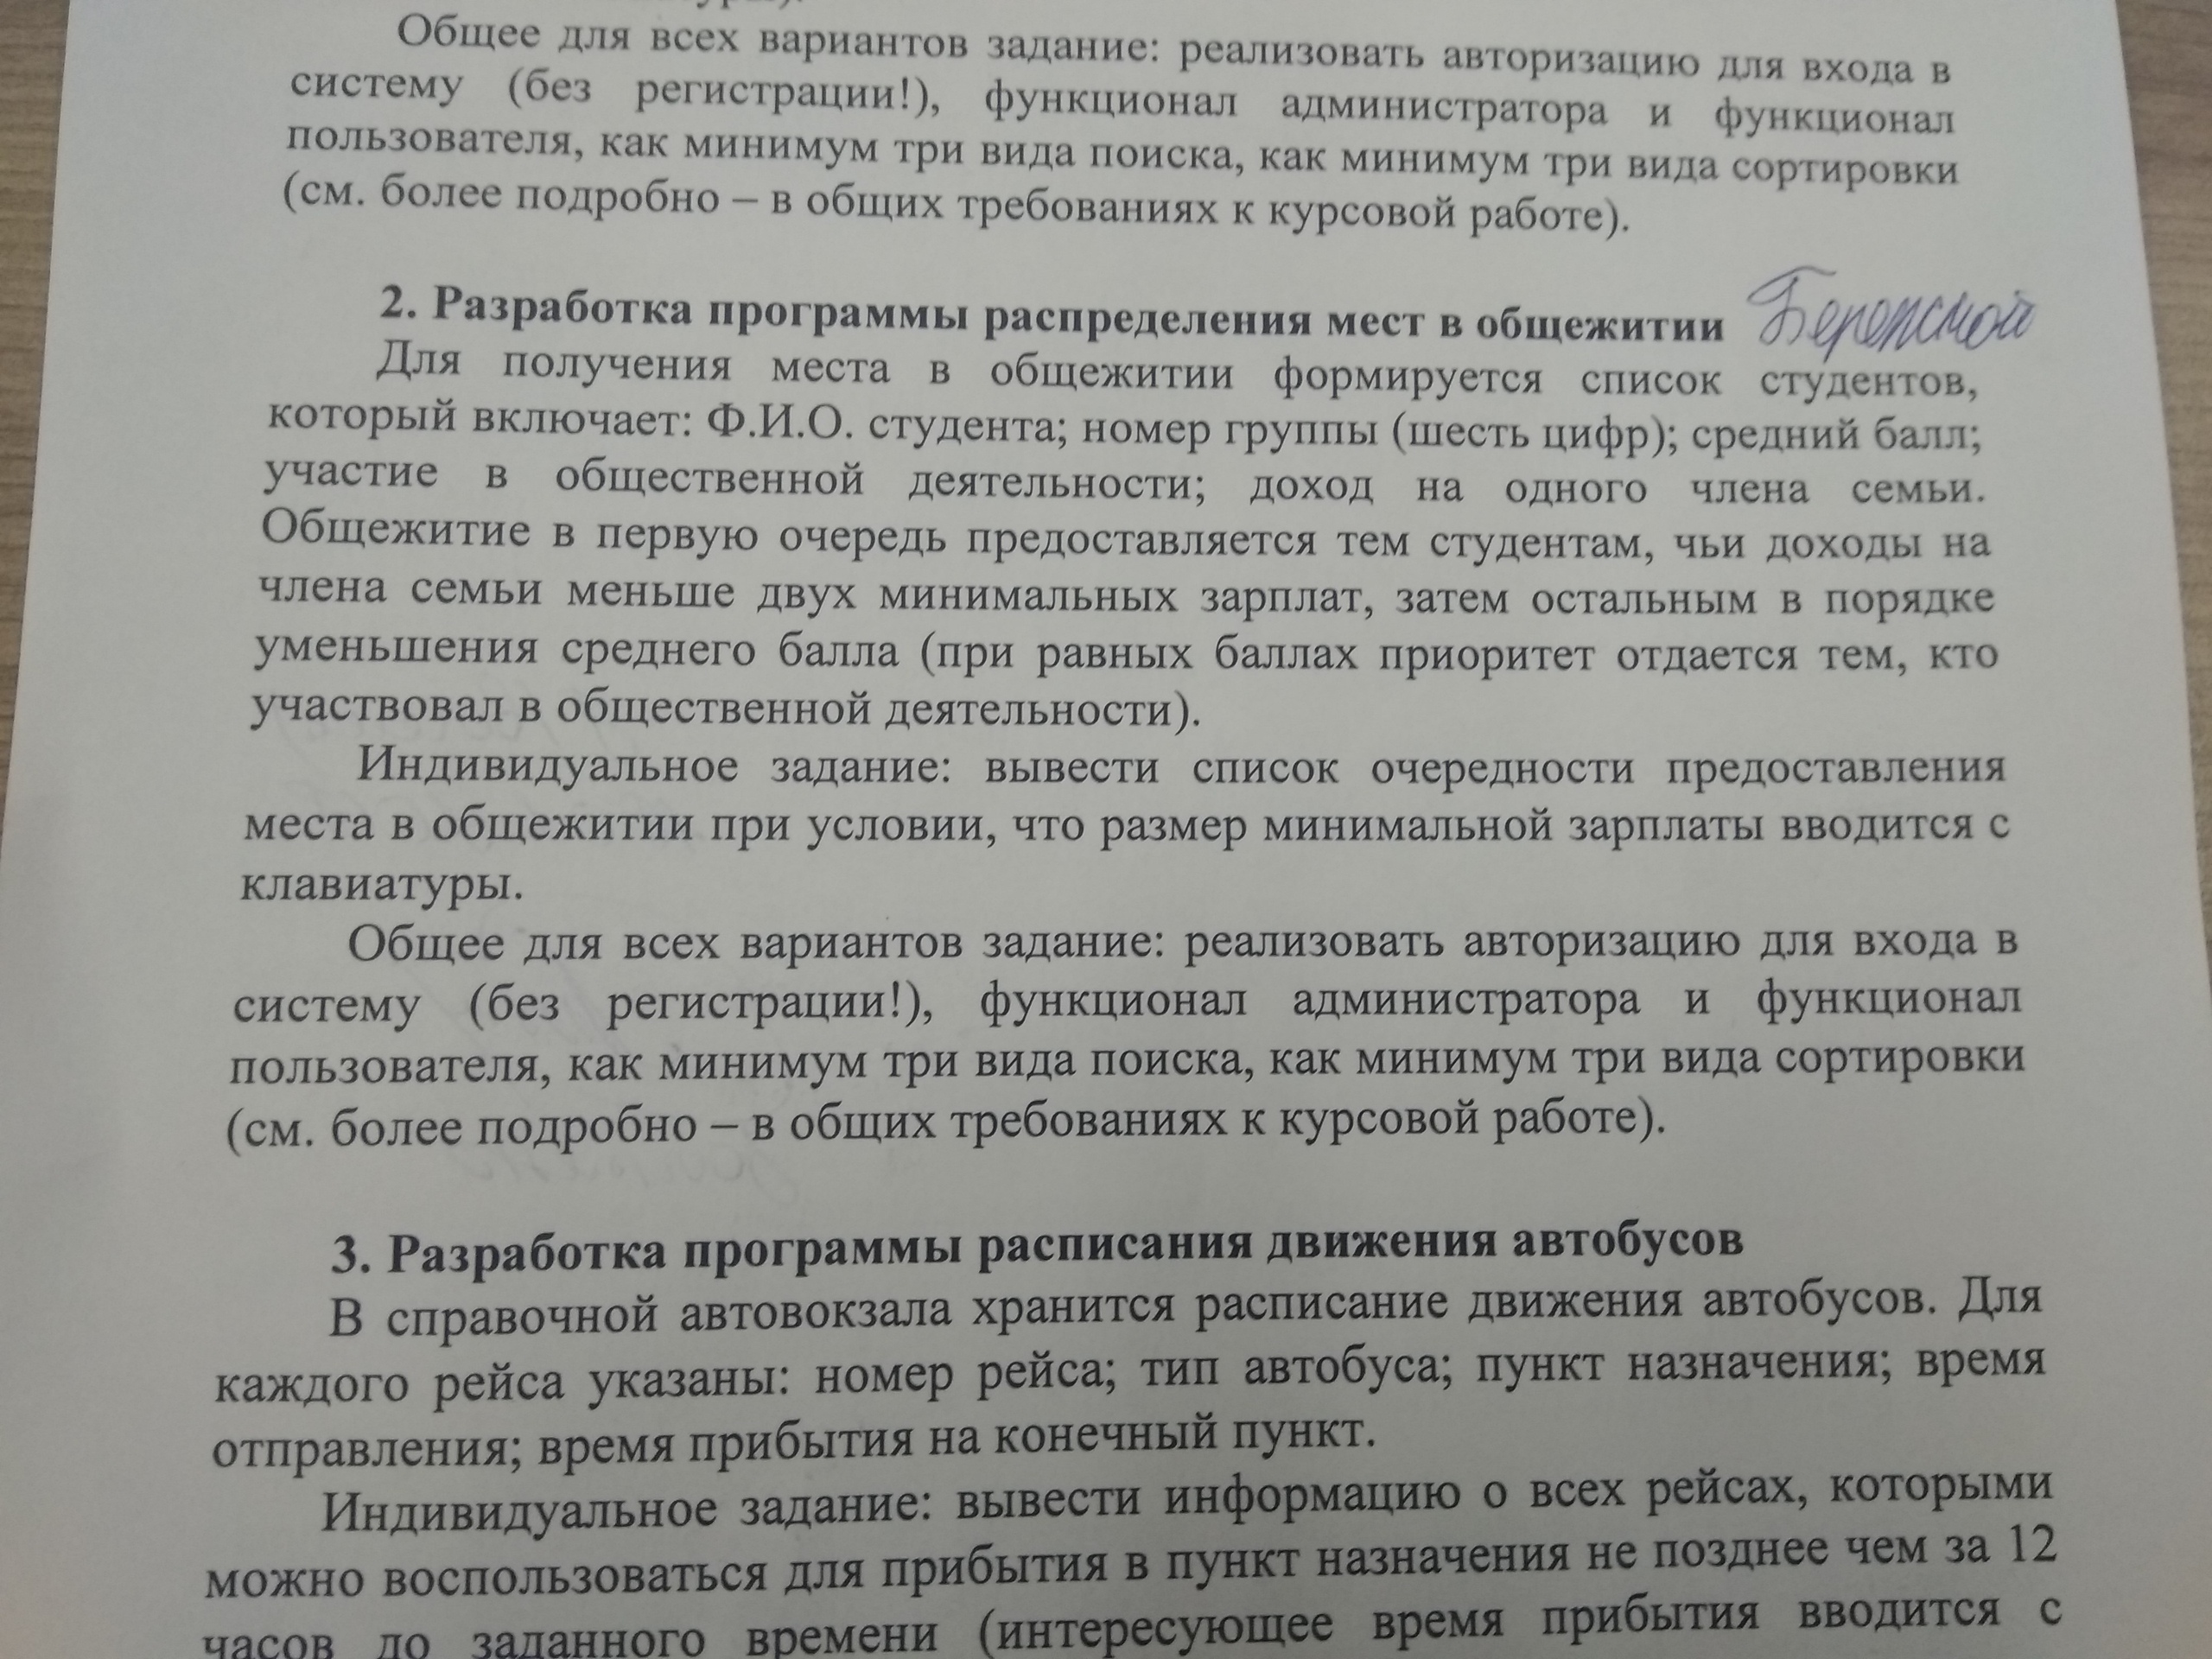 Общее для всех вариантов задание: реализовать авторизацию для входа в
систему (без регистрации!), функционал администратора и функционал
пользователя, как минимум три вида поиска, как минимум три вида сортировки
(см. более подробно – в общих требованиях к курсовой работе).
2. Разработка программы распределения мест в общежитии
Для получения места в общежитии формируется список студентов,
который включает: Ф.И.О. студента; номер группы (шесть цифр); средний балл;
участие в общественной деятельности; доход на одного члена семьи.
Общежитие в первую очередь предоставляется тем студентам, чьи доходы на
члена семьи меньше двух минимальных зарплат, затем остальным в порядке
уменьшения среднего балла (при равных баллах приоритет отдается тем, кто
участвовал в общественной деятельности).
Индивидуальное задание: вывести список очередности предоставления
места в общежитии при условии, что размер минимальной зарплаты вводится с
клавиатуры.
Общее для всех вариантов задание: реализовать авторизацию для входа в
систему (без регистрации!), функционал администратора и функционал
пользователя, как минимум три вида поиска, как минимум три вида сортировки
(см. более подробно – в общих требованиях к курсовой работе).
3. Разработка программы расписания движения автобусов
В справочной автовокзала хранится расписание движения автобусов. Для
каждого рейса указаны: номер рейса; тип автобуса; пункт назначения; время
отправления; время прибытия на конечный пункт.
Индивидуальное задание: вывести информацию о всех рейсах, которыми
можно воспользоваться для прибытия в пункт назначения не позднее чем за 12
часов до заданного времени (интересующее время прибытия вводится с